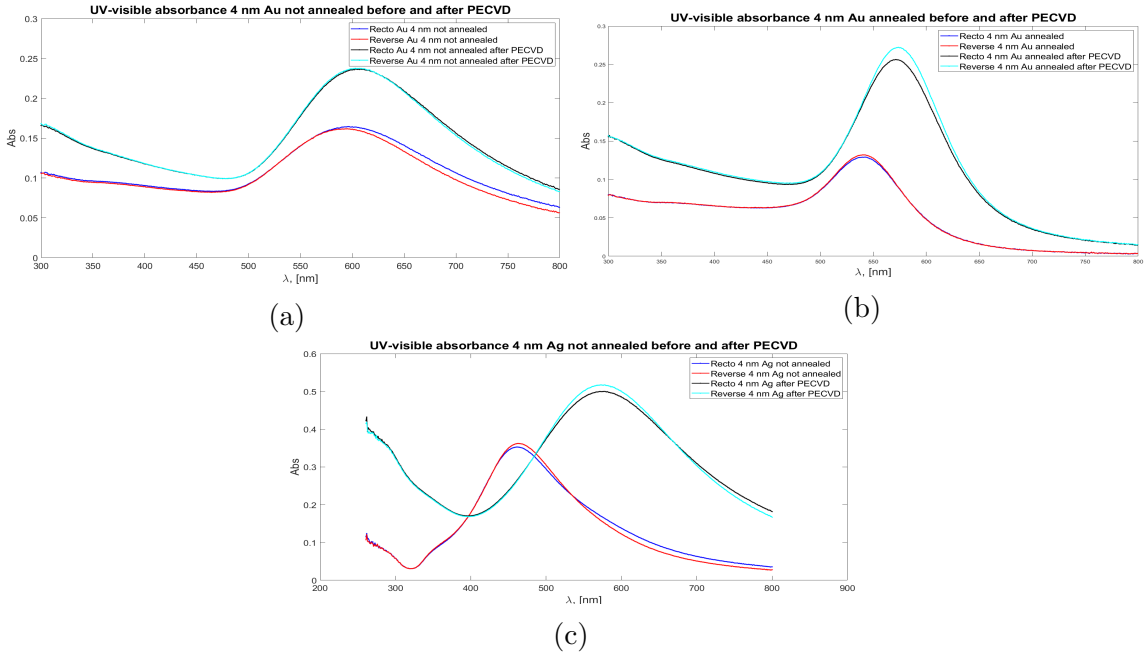 UV-visible absorbance 4 nm Au not annealed before and after PECVD
Recto Au 4 nm not annealed
Reverse Au 4 nm not annealed
Recto Au 4 nm not annealed after PECVD
Reverse Au 4 nm not annealed after PECVD
0.3
0.25
0.2
0.15
0.1
0.05
0
Abs
300 350 400 450 500 550 600 650 700 750 800
λ, [nm]
(a)
UV-visible absorbance 4 nm Au annealed before and after PECVD
Recto 4 nm Au annealed
Reverse 4 nm Au annealed
Recto 4 nm Au annealed after PECVD
Reverse 4 nm Au annealed after PECVD
0.3
0.25
0.2
0.15
0.1
0.05
0
Abs
300 350 400 450 500 550 600 650 700 750 800
λ, [nm]
(b)
UV-visible absorbance 4 nm Ag not annealed before and after PECVD
Recto 4 nm Ag not annealed
Reverse 4 nm Ag not annealed
Recto 4 nm Ag after PECVD
Reverse 4 nm Ag after PECVD
0.6
0.5
0.4
0.3
0.2
0.1
0
Abs
200 300 400 500 600 700 800 900
λ, [nm]
(c)